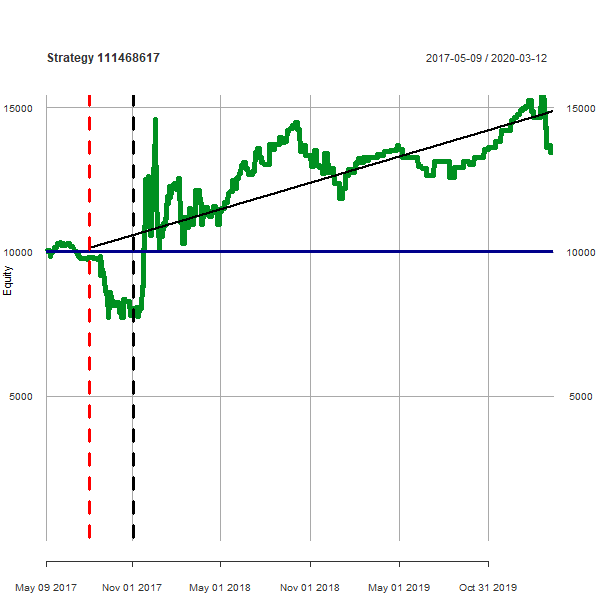 Strategy 111468617 2017-05-09 / 2020-03-12
15000 15000
10000 10000
Equity
5000 5000
May 09 2017 Nov 01 2017 May 01 2018 Nov 01 2018 May 01 2019 Oct 31 2019